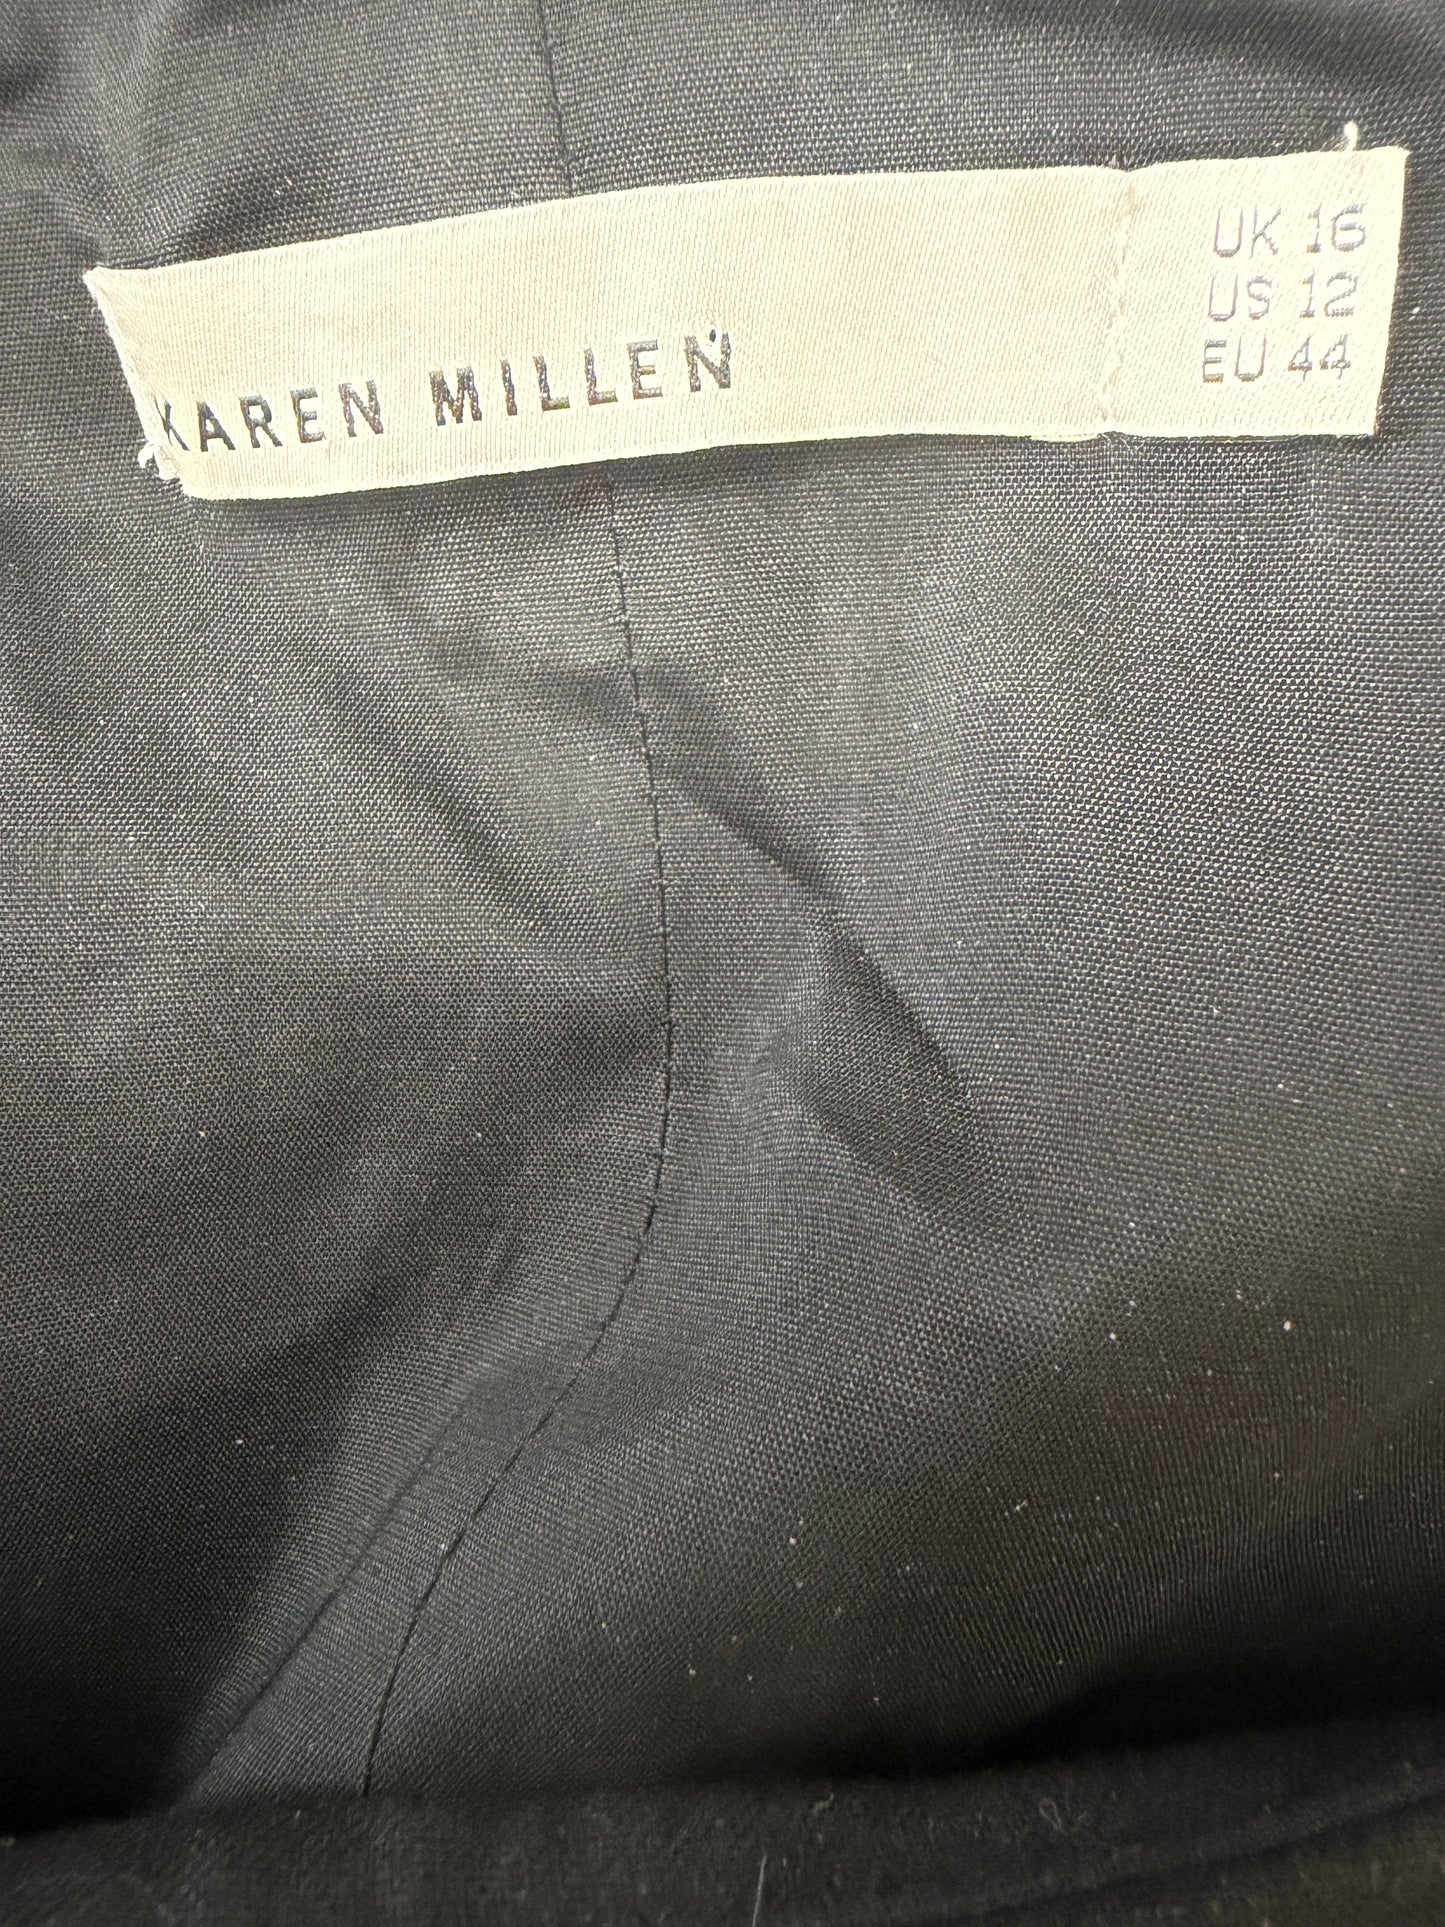 KAREN MILLEN
UK 16
US 12
EU 44